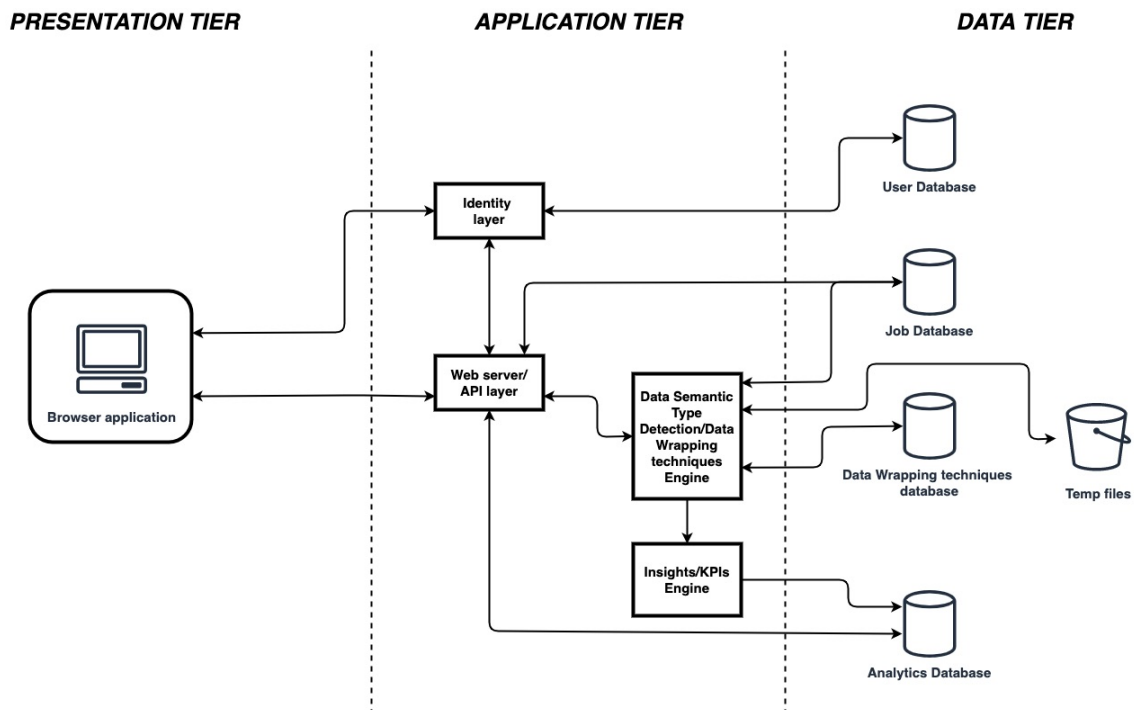 PRESENTATION TIER
APPLICATION TIER
DATA TIER
User Database
Identity
layer
Job Database
Browser application
Web server/
API layer
Data Semantic
Type
Detection/Data
Wrapping
techniques
Engine
Data Wrapping techniques
database
Temp files
Insights/KPIs
Engine
Analytics Database